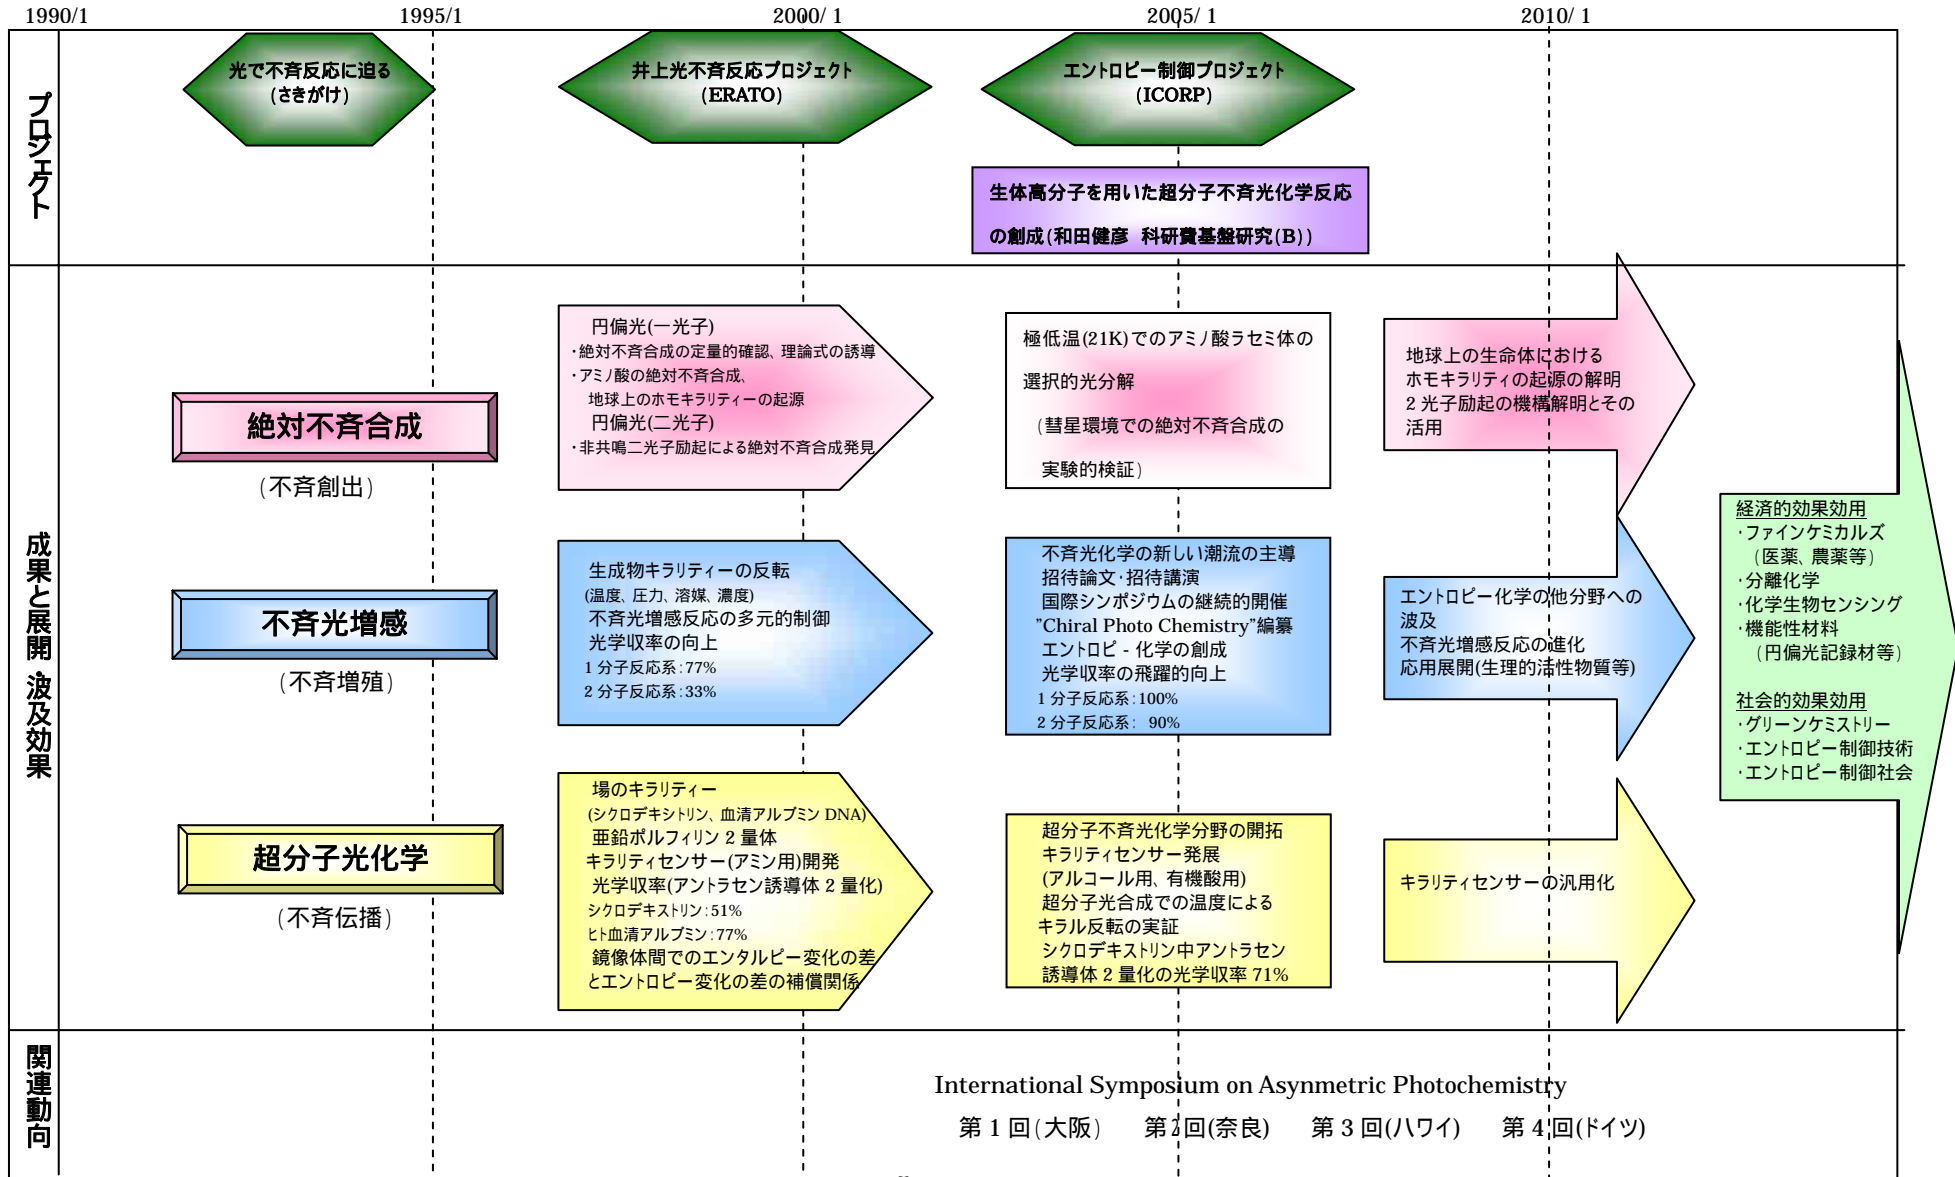 1990/1
1995/1
2000/ 1
2005/ 1
2010/ 1
プロジェクト
光で不斉反応に迫る
(さきがけ)
井上光不斉反応プロジェクト
(ERATO)
エントロピー制御プロジェクト
(ICORP)
生体高分子を用いた超分子不斉光化学反応
の創成(和田健彦 科研費基盤研究(B))
成果と展開・波及効果
絶対不斉合成
(不斉創出)
円偏光(一光子)
・絶対不斉合成の定量的確認、理論式の誘導
・アミノ酸の絶対不斉合成、
地球上のホモキラリティーの起源
円偏光(二光子)
・非共鳴二光子励起による絶対不斉合成発見
極低温(21K)でのアミノ酸ラセミ体の
選択的光分解
(彗星環境での絶対不斉合成の
実験的検証)
地球上の生命体における
ホモキラリティの起源の解明
2 光子励起の機構解明とその
活用
不斉光増感
(不斉増殖)
生成物キラリティーの反転
(温度、圧力、溶媒、濃度)
不斉光増感反応の多元的制御
光学収率の向上
1 分子反応系:77%
2 分子反応系:33%
不斉光化学の新しい潮流の主導
招待論文・招待講演
国際シンポジウムの継続的開催
"Chiral Photo Chemistry"編纂
エントロピ - 化学の創成
光学収率の飛躍的向上
1 分子反応系:100%
2 分子反応系: 90%
エントロピー化学の他分野への
波及
不斉光増感反応の進化
応用展開(生理的活性物質等)
超分子光化学
(不斉伝播)
場のキラリティー
(シクロデキシトリン、血清アルブミン DNA)
亜鉛ポルフィリン 2 量体
キラリティセンサー(アミン用)開発
光学収率(アントラセン誘導体 2 量化)
シクロデキストリン:51%
ヒト血清アルブミン:77%
鏡像体間でのエンタルピー変化の差
とエントロピー変化の差の補償関係
超分子不斉光化学分野の開拓
キラリティセンサー発展
(アルコール用、有機酸用)
超分子光合成での温度による
キラル反転の実証
シクロデキストリン中アントラセン
誘導体 2 量化の光学収率 71%
キラリティセンサーの汎用化
経済的効果効用
・ファインケミカルズ
(医薬、農薬等)
・分離化学
・化学生物センシング
・機能性材料
(円偏光記録材等)
社会的効果効用
・グリーンケミストリー
・エントロピー制御技術
・エントロピー制御社会
関連動向
International Symposium on Asynmetric Photochemistry
第 1 回(大阪) 第2回(奈良) 第 3 回(ハワイ) 第 4 回(ドイツ)